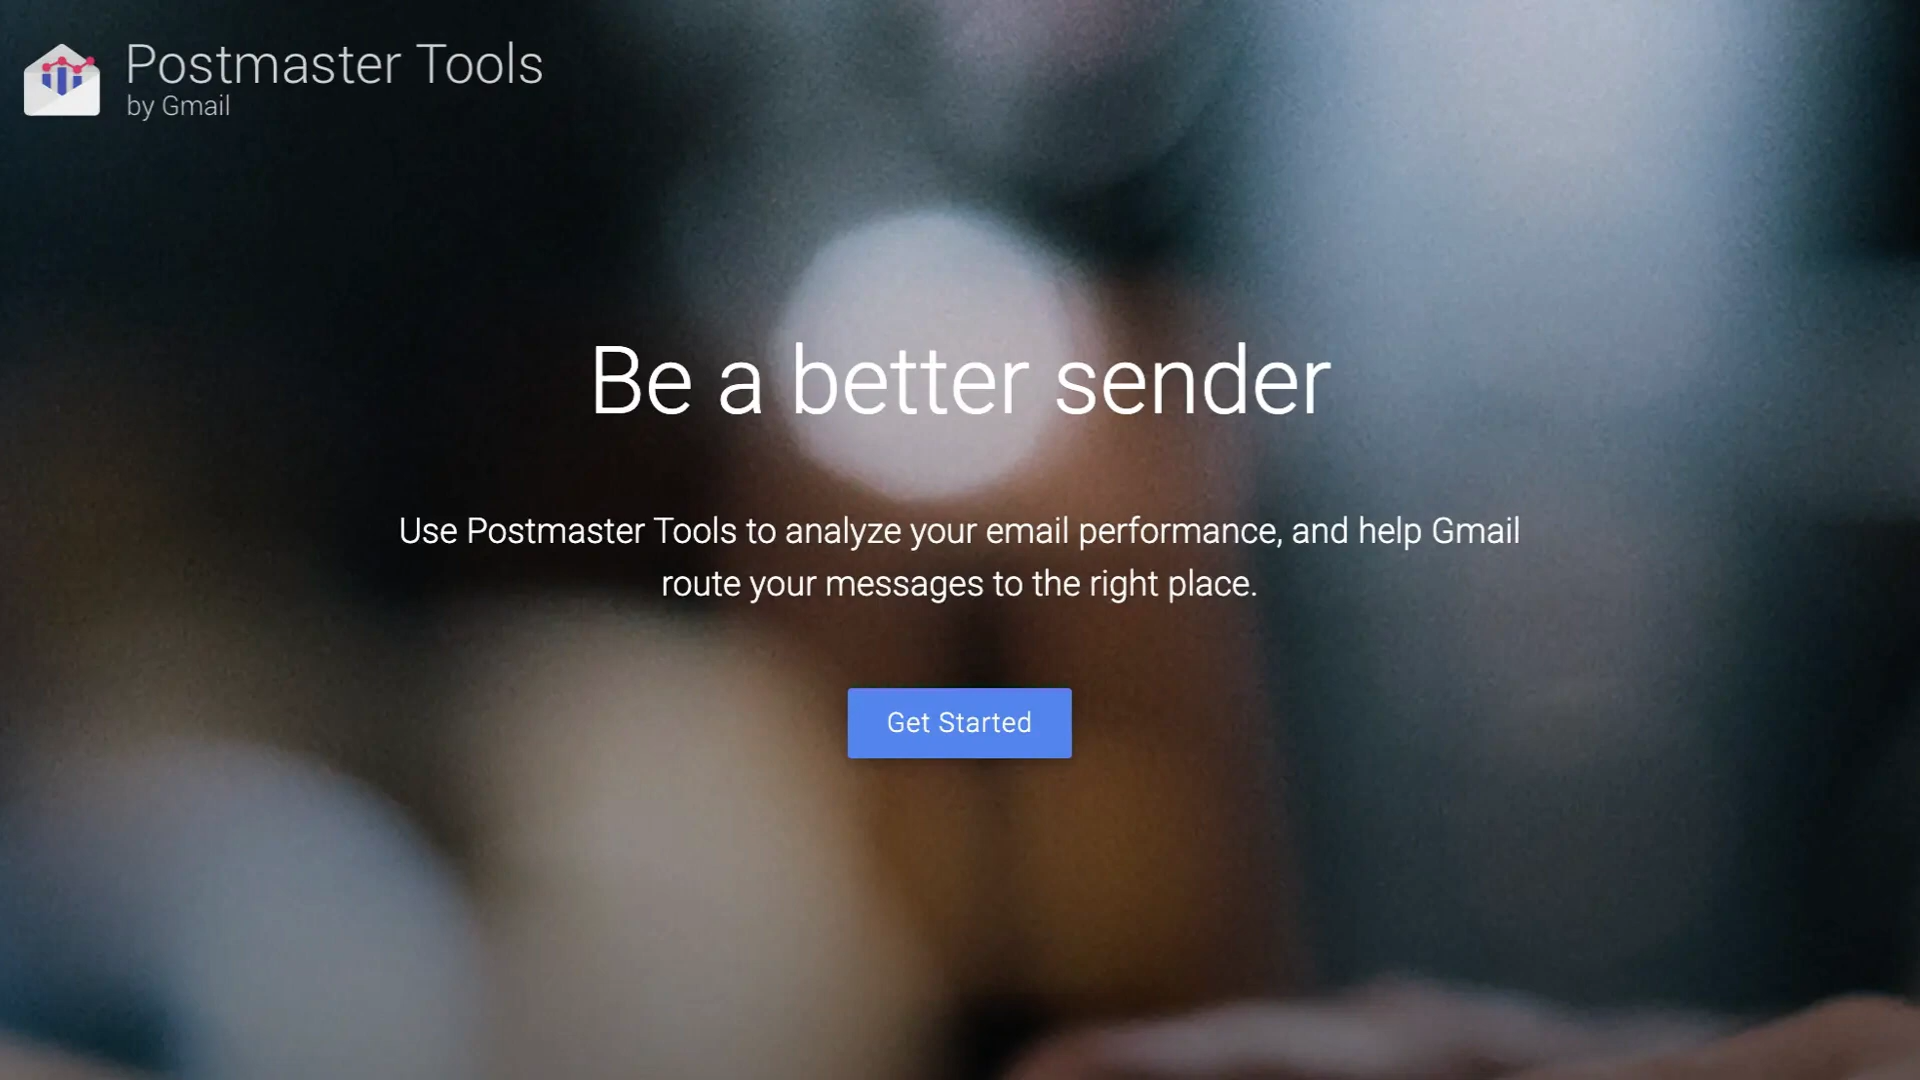 Postmaster Tools
by Gmail
Be a better sender
Use Postmaster Tools to analyze your email performance, and help Gmail
route your messages to the right place.
Get Started